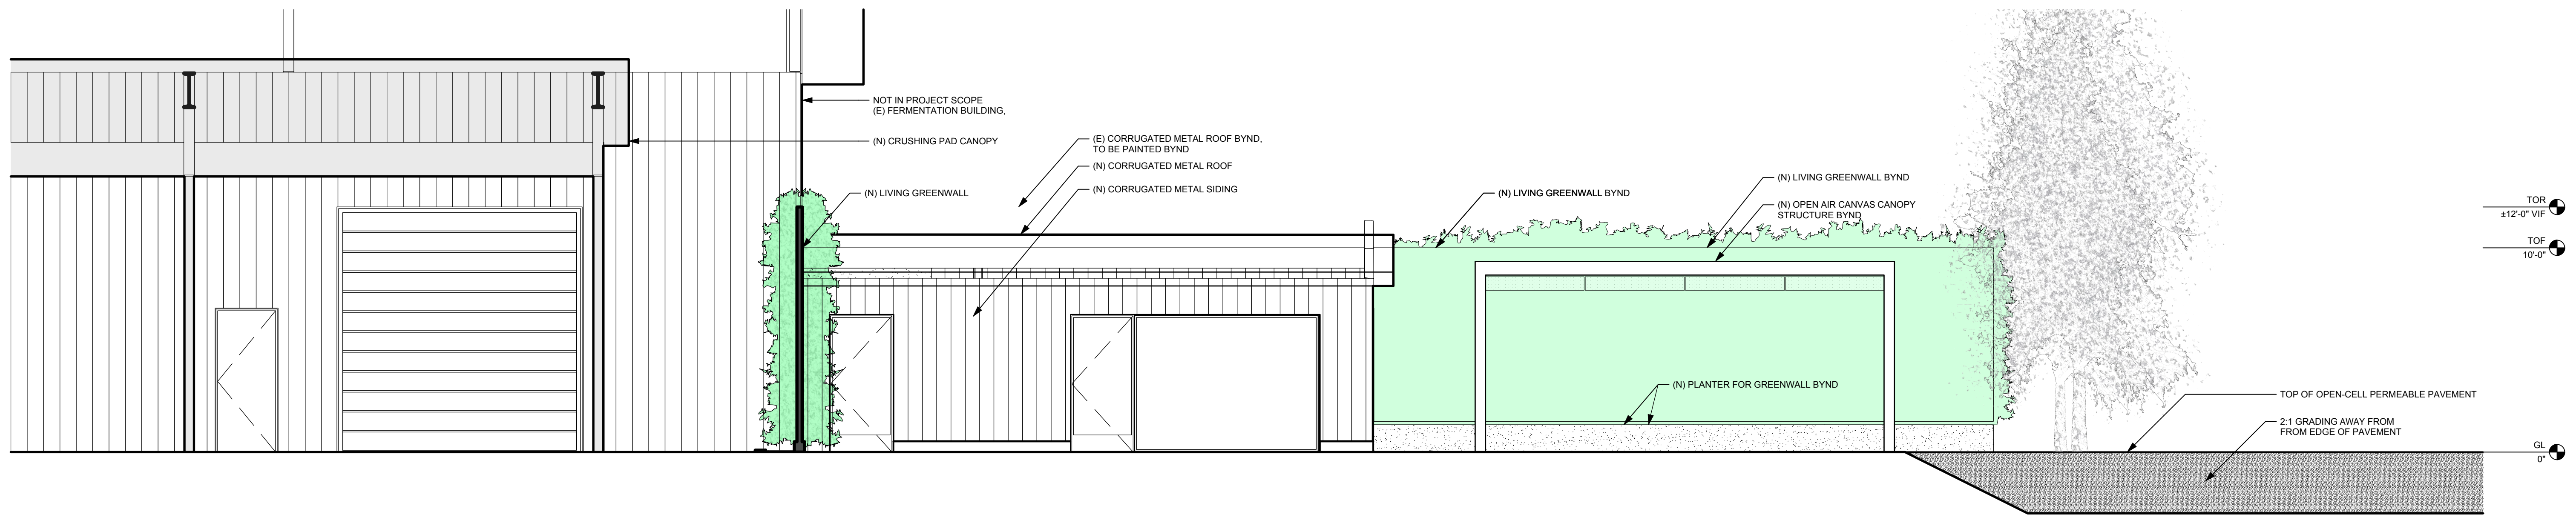 NOT IN PROJECT SCOPE
(E) FERMENTATION BUILDING,
(N) CRUSHING PAD CANOPY
(E) CORRUGATED METAL ROOF BYND,
TO BE PAINTED BYND
(N) CORRUGATED METAL ROOF
(N) CORRUGATED METAL SIDING
(N) LIVING GREENWALL
(N) LIVING GREENWALL BYND
(N) LIVING GREENWALL BYND
(N) OPEN AIR CANVAS CANOPY
STRUCTURE BYND
(N) PLANTER FOR GREENWALL BYND
TOP OF OPEN-CELL PERMEABLE PAVEMENT
2:1 GRADING AWAY FROM
FROM EDGE OF PAVEMENT
TOR
±12'-0" VIF
TOF
10'-0"
GL
0"